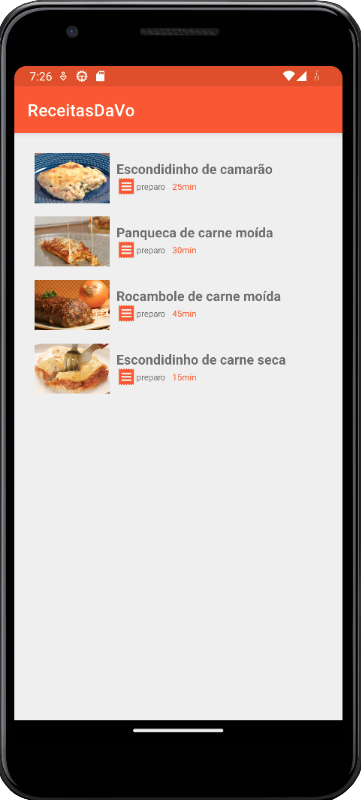 7:26
ReceitasDaVo
Escondidinho de camarão
preparo 25min
Panqueca de carne moída
preparo 30min
Rocambole de carne moída
preparo 45min
Escondidinho de carne seca
preparo 15min